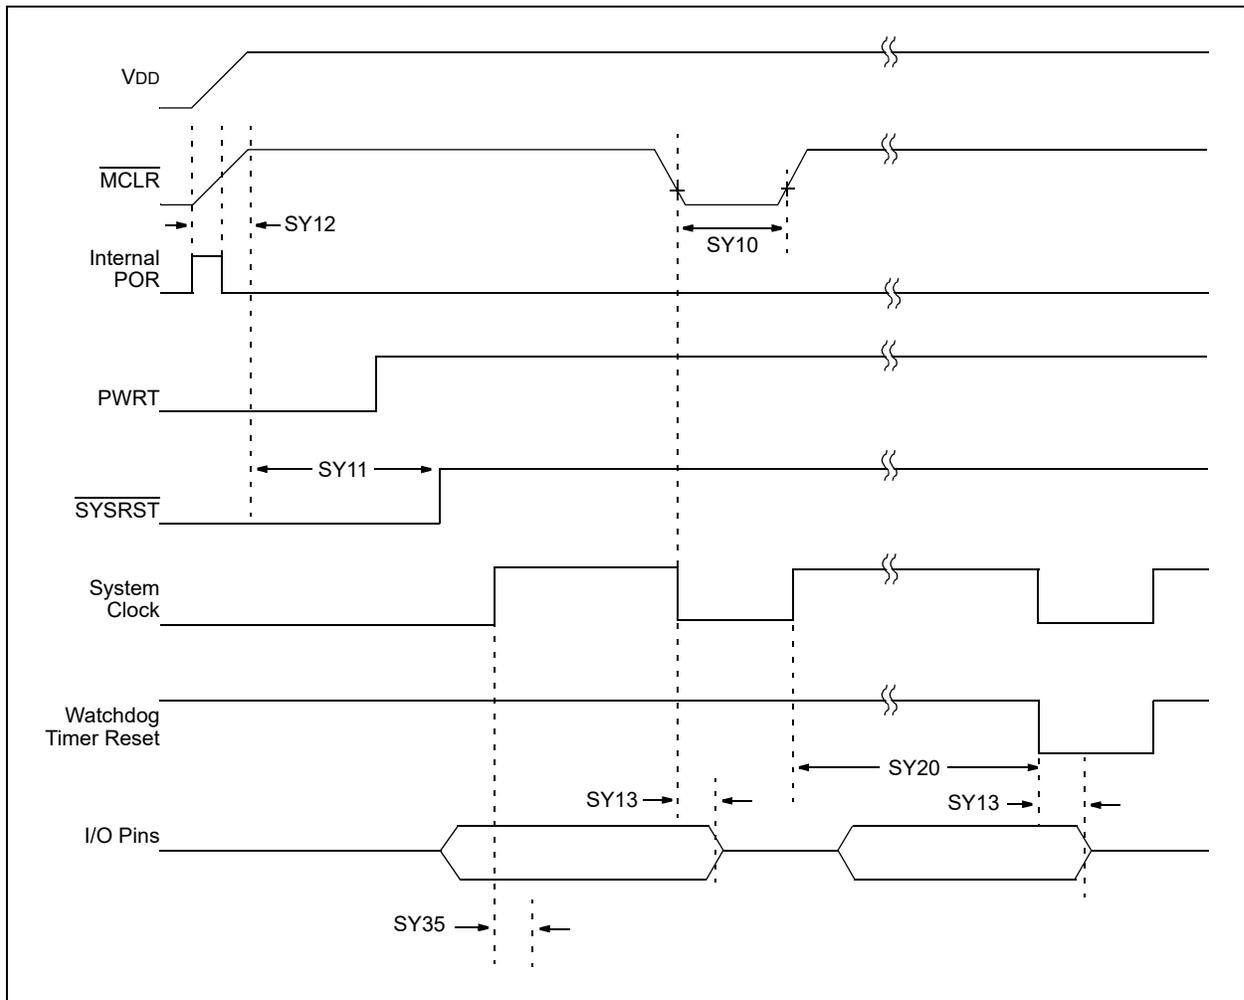 VDD
MCLR
SY12
SY10
Internal
POR
PWRT
SY11
SYSRST
System
Clock
Watchdog
Timer Reset
SY20
SY13
SY13
I/O Pins
SY35